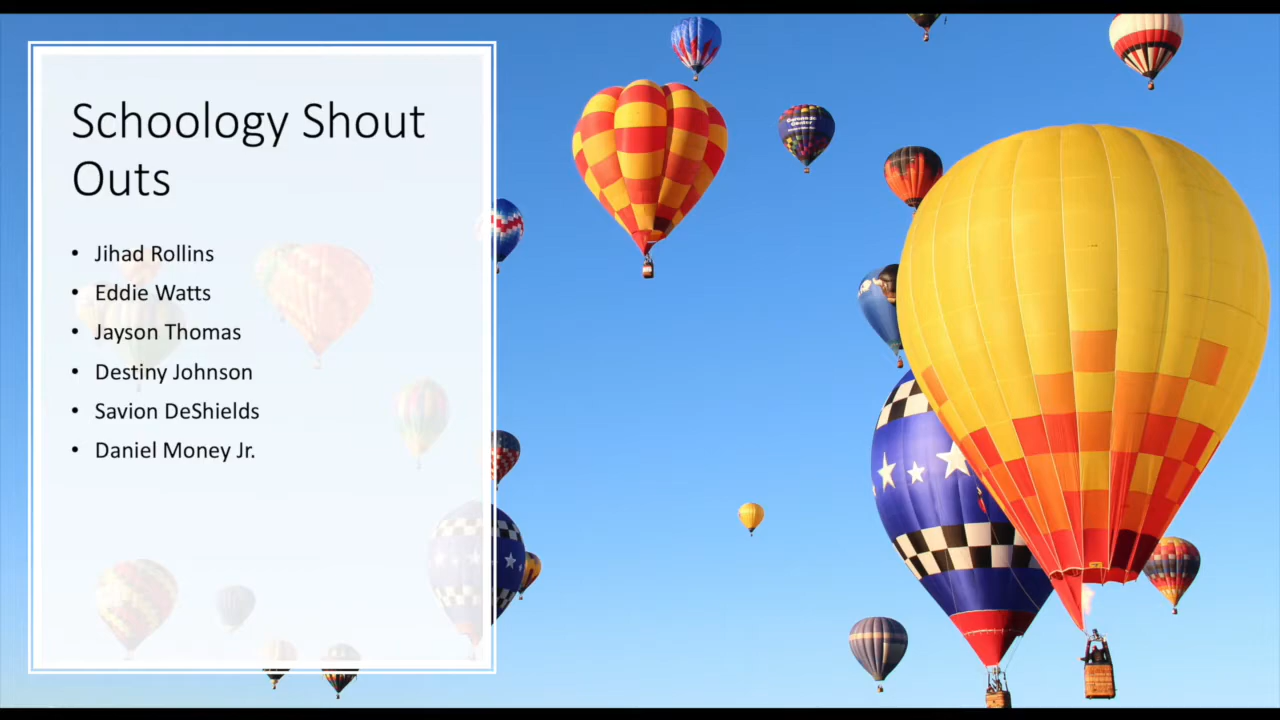 Schoology Shout
Outs
• Jihad Rollins
• Eddie Watts
• Jayson Thomas
• Destiny Johnson
• Savion DeShields
• Daniel Money Jr.